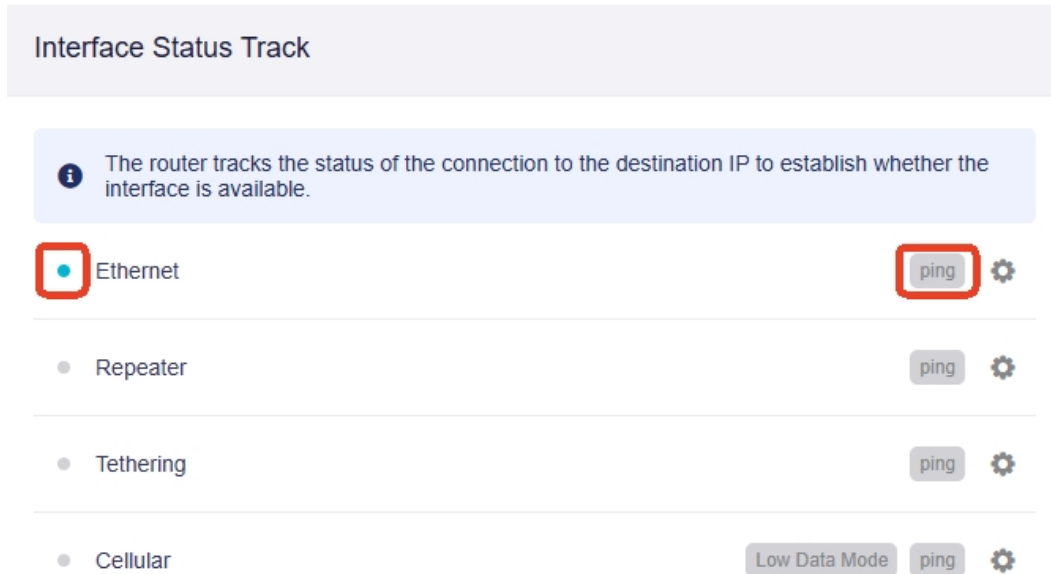 Interface Status Track
The router tracks the status of the connection to the destination IP to establish whether the
interface is available.
Ethernet ping
Repeater ping
Tethering ping
Cellular Low Data Mode ping